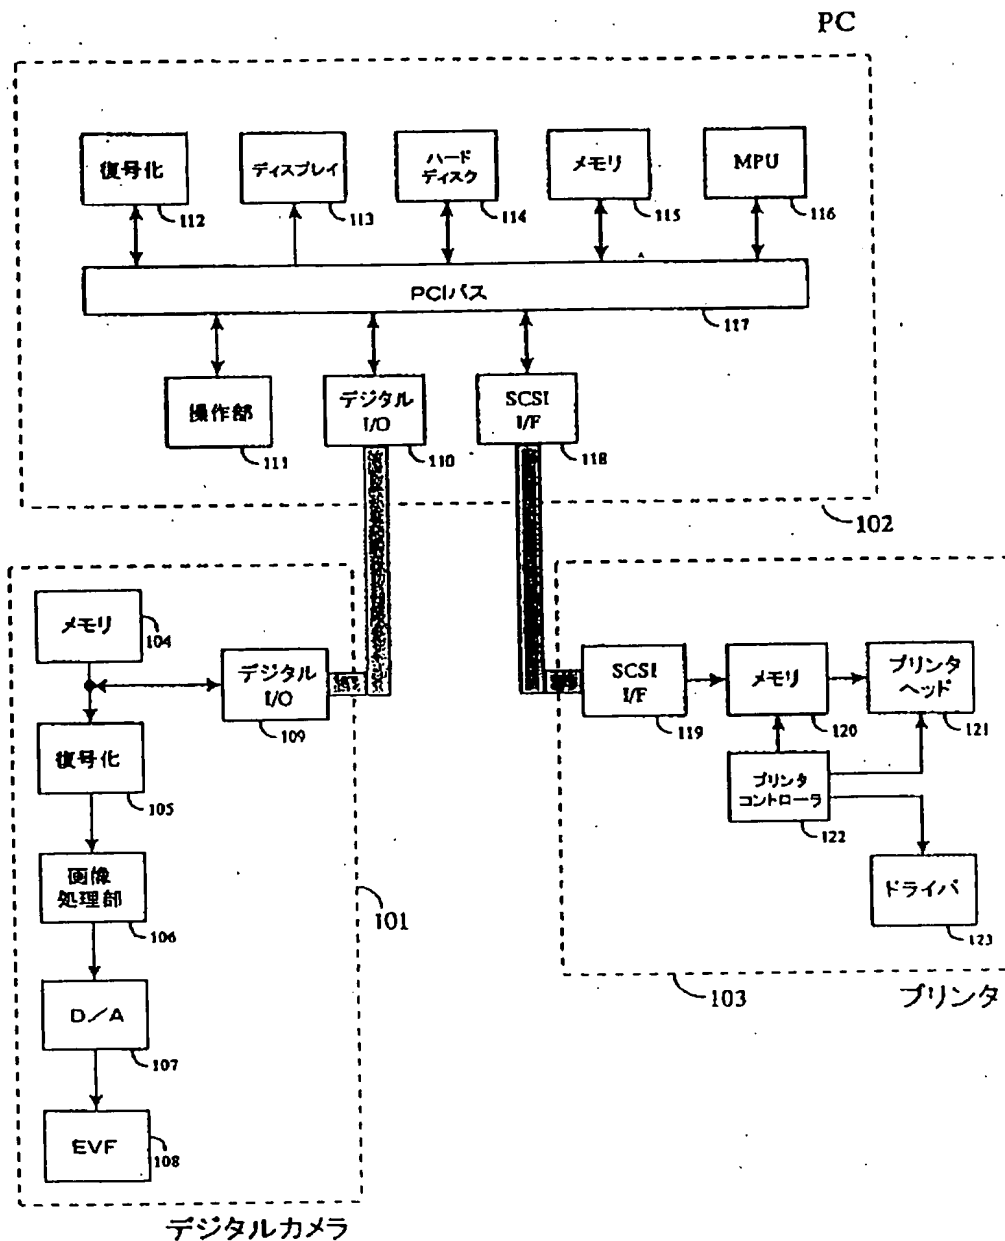 PC
復号化
112
ディスプレイ
113
ハード
ディスク
114
メモリ
115
MPU
116
PCIバス
117
操作部
111
デジタル
I/O
110
SCSI
I/F
118
102
メモリ
104
デジタル
I/O
109
復号化
105
画像
処理部
106
D/A
107
EVF
108
101
デジタルカメラ
SCSI
I/F
119
メモリ
120
プリンタ
ヘッド
121
プリンタ
コントローラ
122
ドライバ
123
103
プリンタ